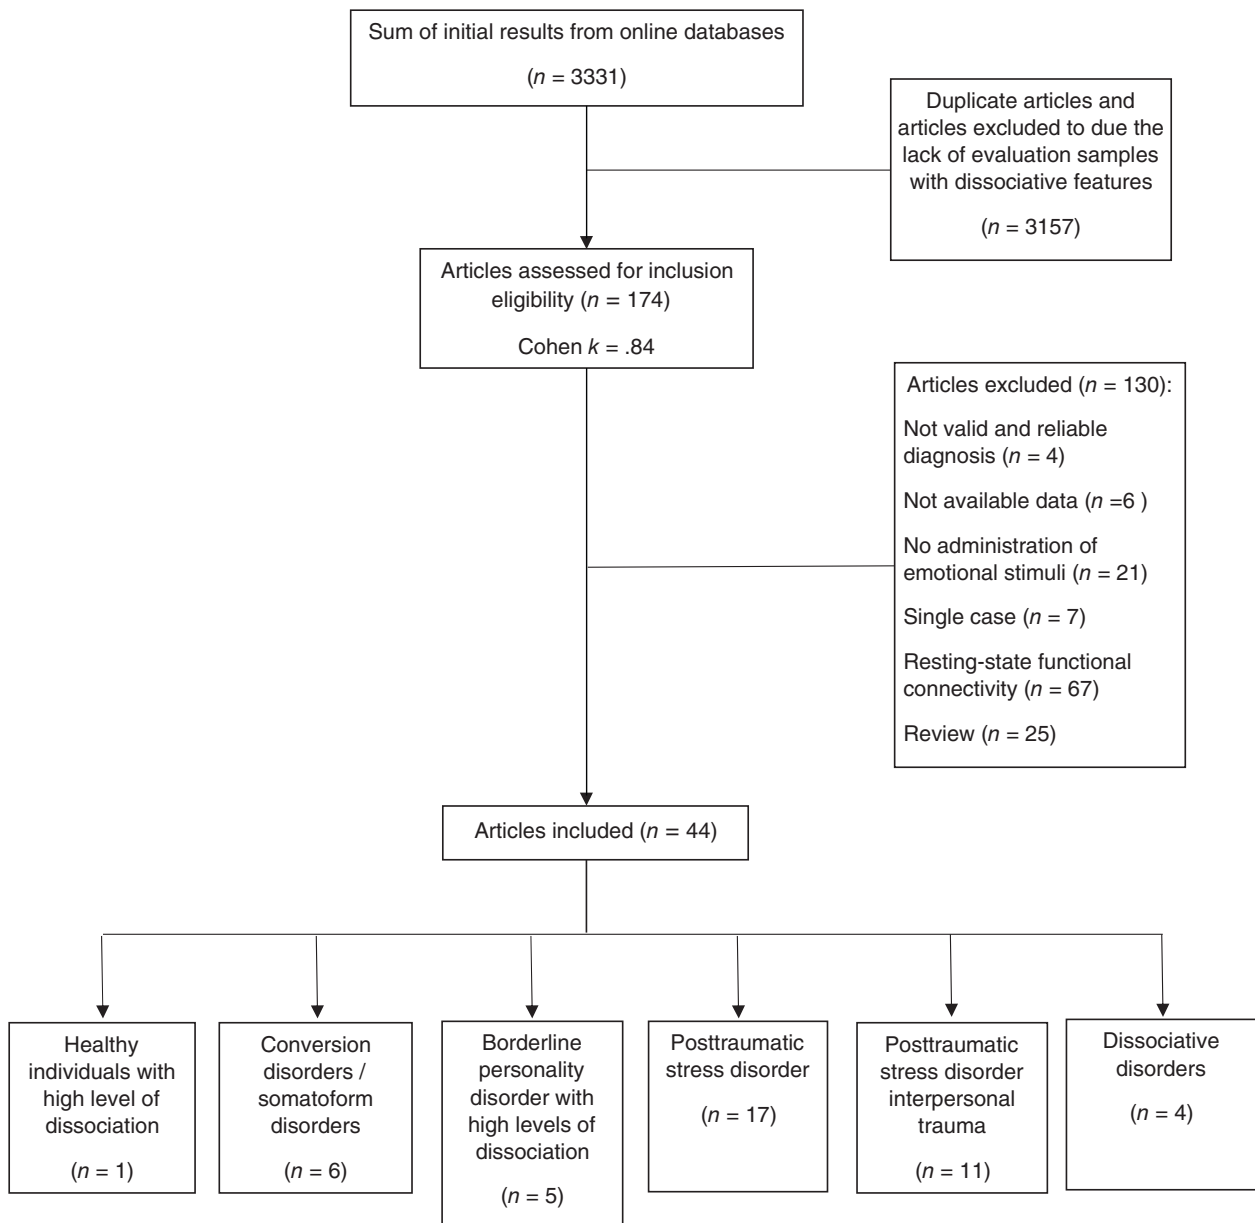 Sum of initial results from online databases
(n = 3331)
Duplicate articles and
articles excluded to due the
lack of evaluation samples
with dissociative features
(n = 3157)
Articles assessed for inclusion
eligibility (n = 174)
Cohen k = .84
Articles excluded (n = 130):
Not valid and reliable
diagnosis (n = 4)
Not available data (n =6 )
No administration of
emotional stimuli (n = 21)
Single case (n = 7)
Resting-state functional
connectivity (n = 67)
Review (n = 25)
Articles included (n = 44)
Healthy
individuals with
high level of
dissociation
(n = 1)
Conversion
disorders /
somatoform
disorders
(n = 6)
Borderline
personality
disorder with
high levels of
dissociation
(n = 5)
Posttraumatic
stress disorder
(n = 17)
Posttraumatic
stress disorder
interpersonal
trauma
(n = 11)
Dissociative
disorders
(n = 4)